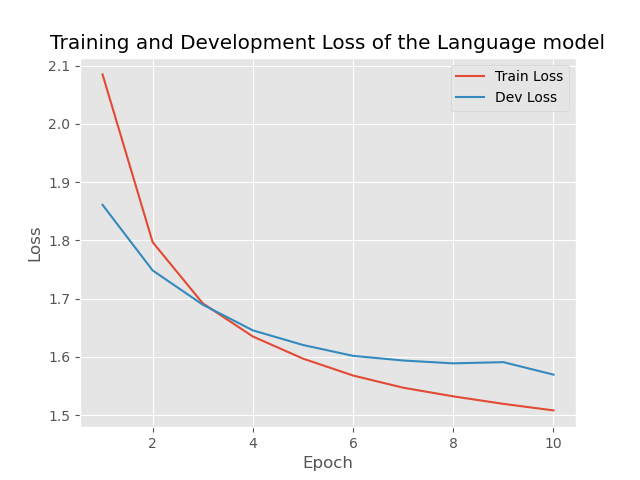 Training and Development Loss of the Language model
2.1
2.0
1.9
1.8
1.7
1.6
1.5
Loss
Train Loss
Dev Loss
2 4 6 8 10
Epoch